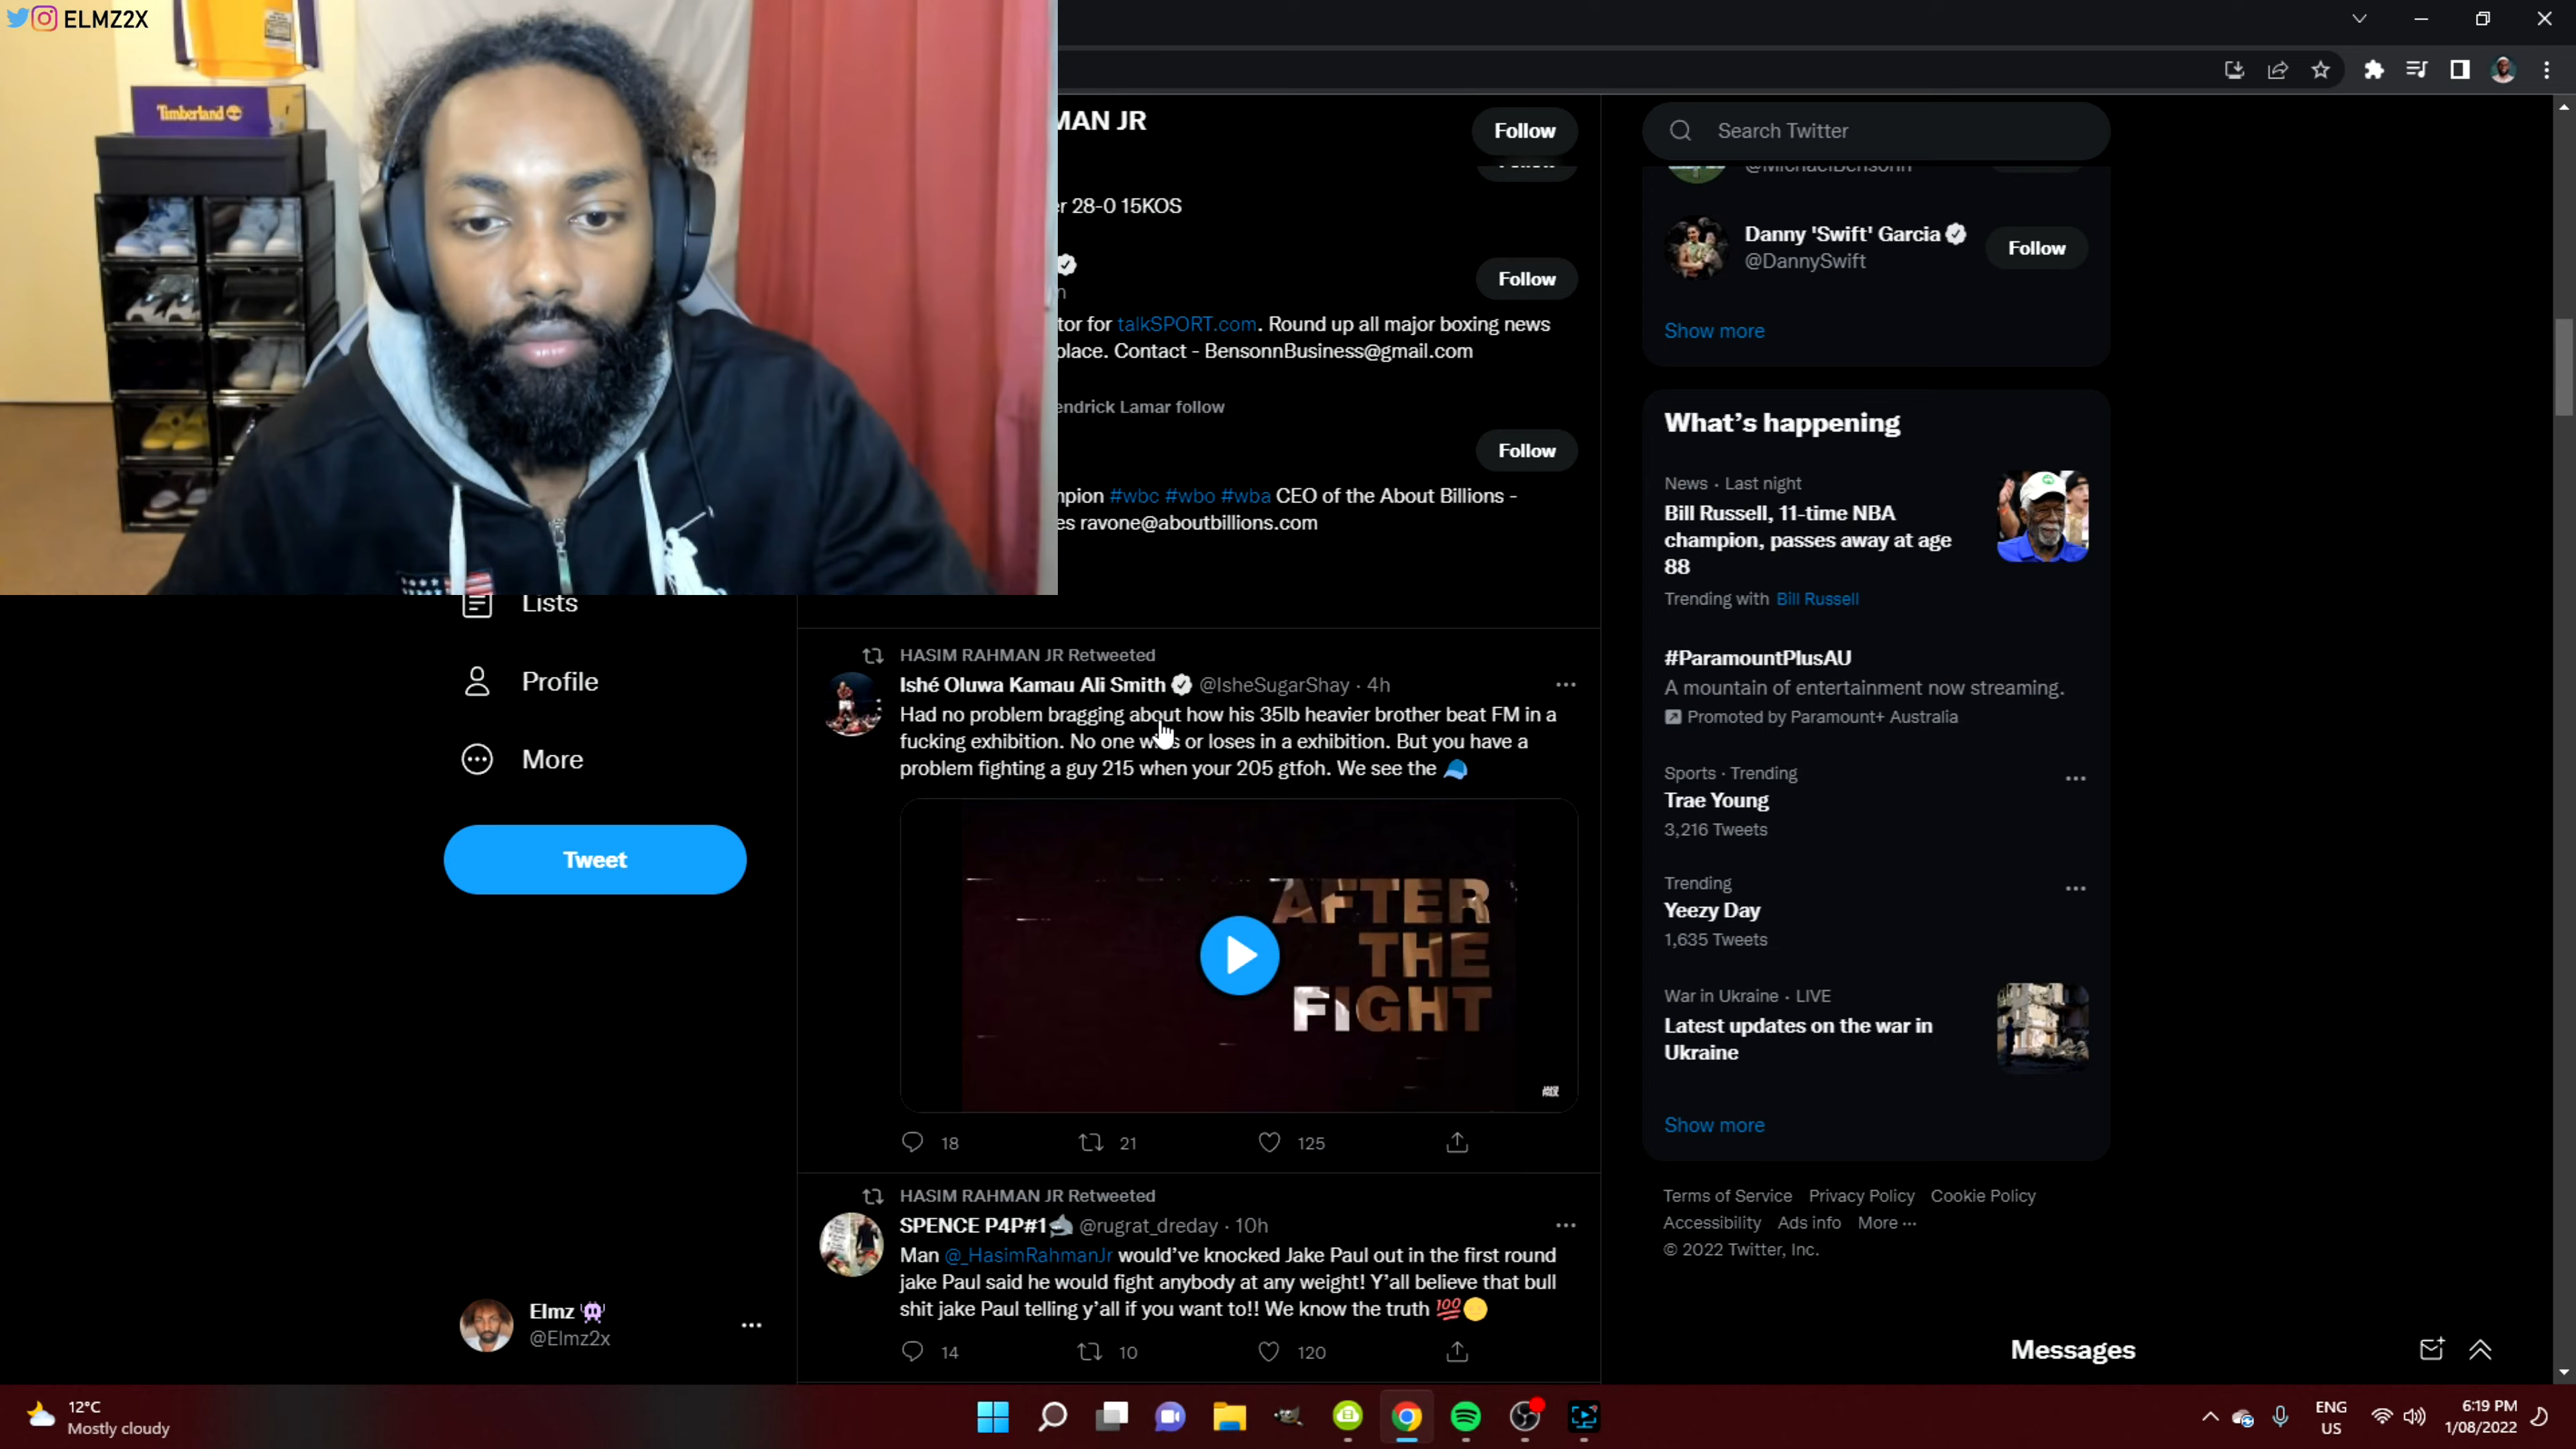 ELMZ2X
Timberland
MAN JR
Follow
Search Twitter
28-0 15KOS
Danny 'Swift' Garcia
@DannySwift
Follow
Show more
Follow
tor for talkSPORT.com. Round up all major boxing news
place. Contact - BensonnBusiness@gmail.com
endrick Lamar follow
Follow
#wbc #wbo #wba CEO of the About Billions -
es ravone@aboutbillions.com
What's happening
News · Last night
Bill Russell, 11-time NBA
champion, passes away at age
88
Trending with Bill Russell
#ParamountPlusAU
A mountain of entertainment now streaming.
Promoted by Paramount+ Australia
Sports · Trending
Trae Young
3,216 Tweets
Trending
Yeezy Day
1,635 Tweets
War in Ukraine · LIVE
Latest updates on the war in
Ukraine
Show more
Terms of Service Privacy Policy Cookie Policy
Accessibility Ads info More ···
© 2022 Twitter, Inc.
Lists
Profile
More
Tweet
HASIM RAHMAN JR Retweeted
Ishé Oluwa Kamau Ali Smith @IsheSugarShay · 4h
Had no problem bragging about how his 35lb heavier brother beat FM in a
fucking exhibition. No one wins or loses in a exhibition. But you have a
problem fighting a guy 215 when your 205 gtfoh. We see the 🧢
AFTER
THE
FIGHT
18 21 125
HASIM RAHMAN JR Retweeted
SPENCE P4P#1🦈 @rugrat_dreday · 10h
Man @_HasimRahmanJr would've knocked Jake Paul out in the first round
jake Paul said he would fight anybody at any weight! Y'all believe that bull
shit jake Paul telling y'all if you want to!! We know the truth 💯🌕
14 10 120
Elmz 👾
@Elmz2x
Messages
12°C
Mostly cloudy
ENG
US
6:19 PM
1/08/2022